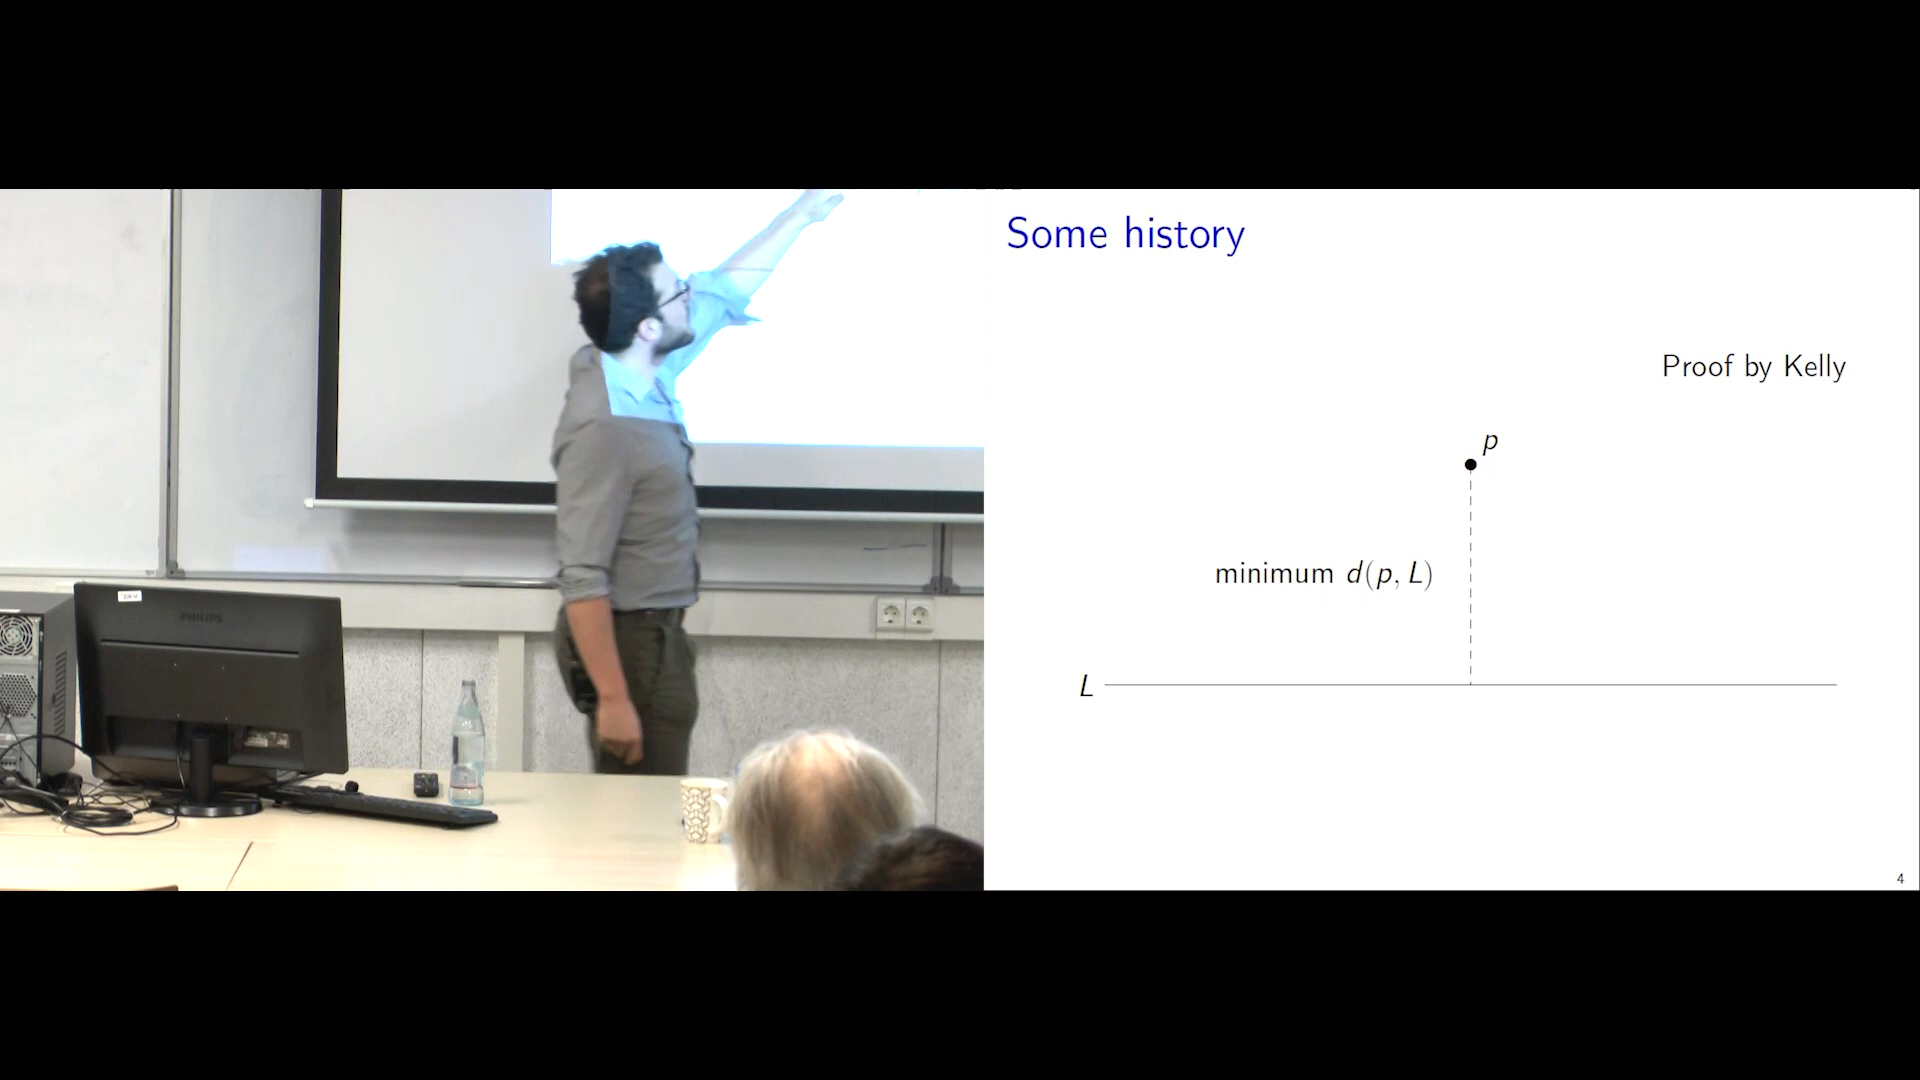 Some history
Proof by Kelly
p
minimum d(p, L)
L
4
PHILIPS